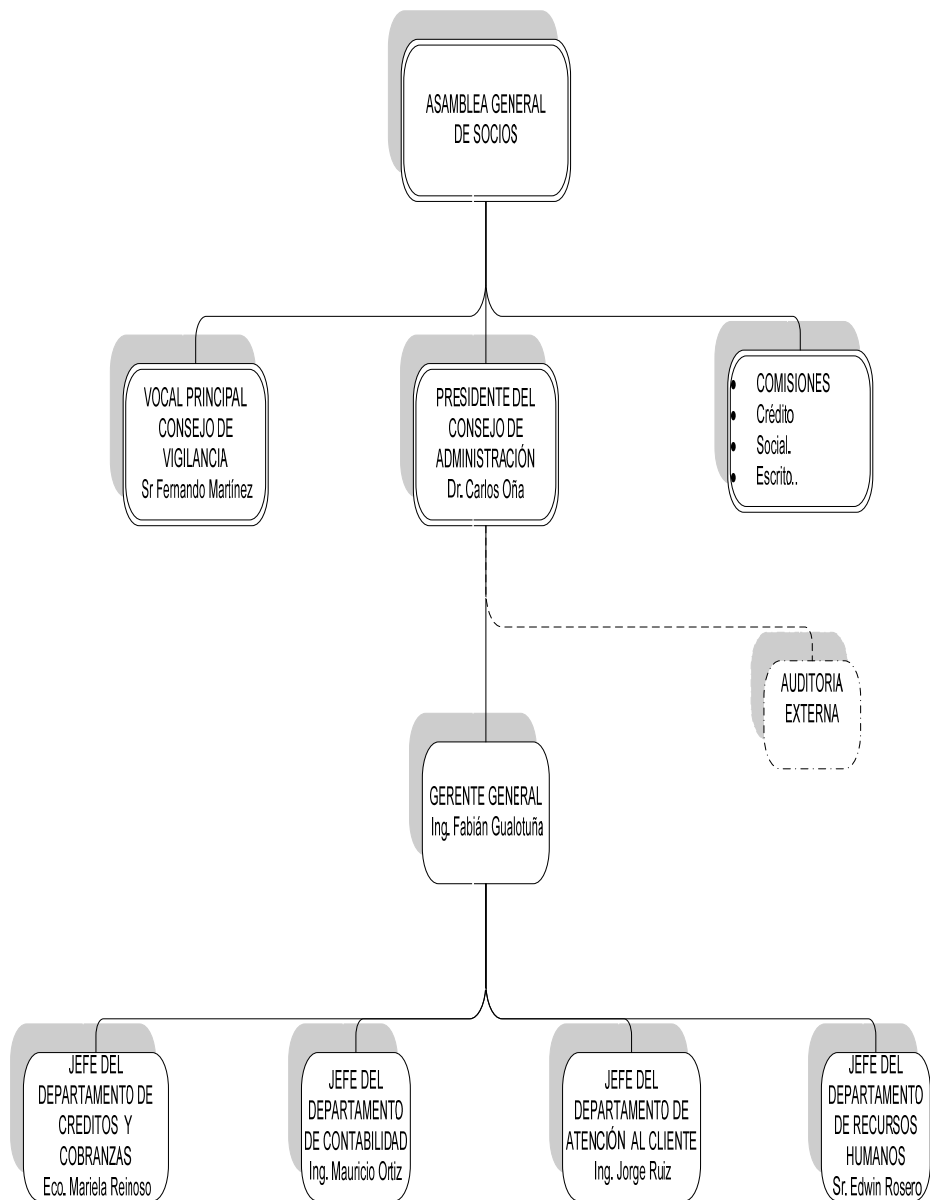 ASAMBLEA GENERAL
DE SOCIOS
VOCAL PRINCIPAL
CONSEJO DE
VIGILANCIA
Sr Fernando Martínez
PRESIDENTE DEL
CONSEJO DE
ADMINISTRACIÓN
Dr. Carlos Oña
• COMISIONES
• Crédito
• Social.
• Escrito..
AUDITORIA
EXTERNA
GERENTE GENERAL
Ing. Fabián Gualotuña
JEFE DEL
DEPARTAMENTO DE
CREDITOS Y
COBRANZAS
Eco. Mariela Reinoso
JEFE DEL
DEPARTAMENTO
DE CONTABILIDAD
Ing. Mauricio Ortiz
JEFE DEL
DEPARTAMENTO DE
ATENCIÓN AL CLIENTE
Ing. Jorge Ruiz
JEFE DEL
DEPARTAMENTO
DE RECURSOS
HUMANOS
Sr. Edwin Rosero